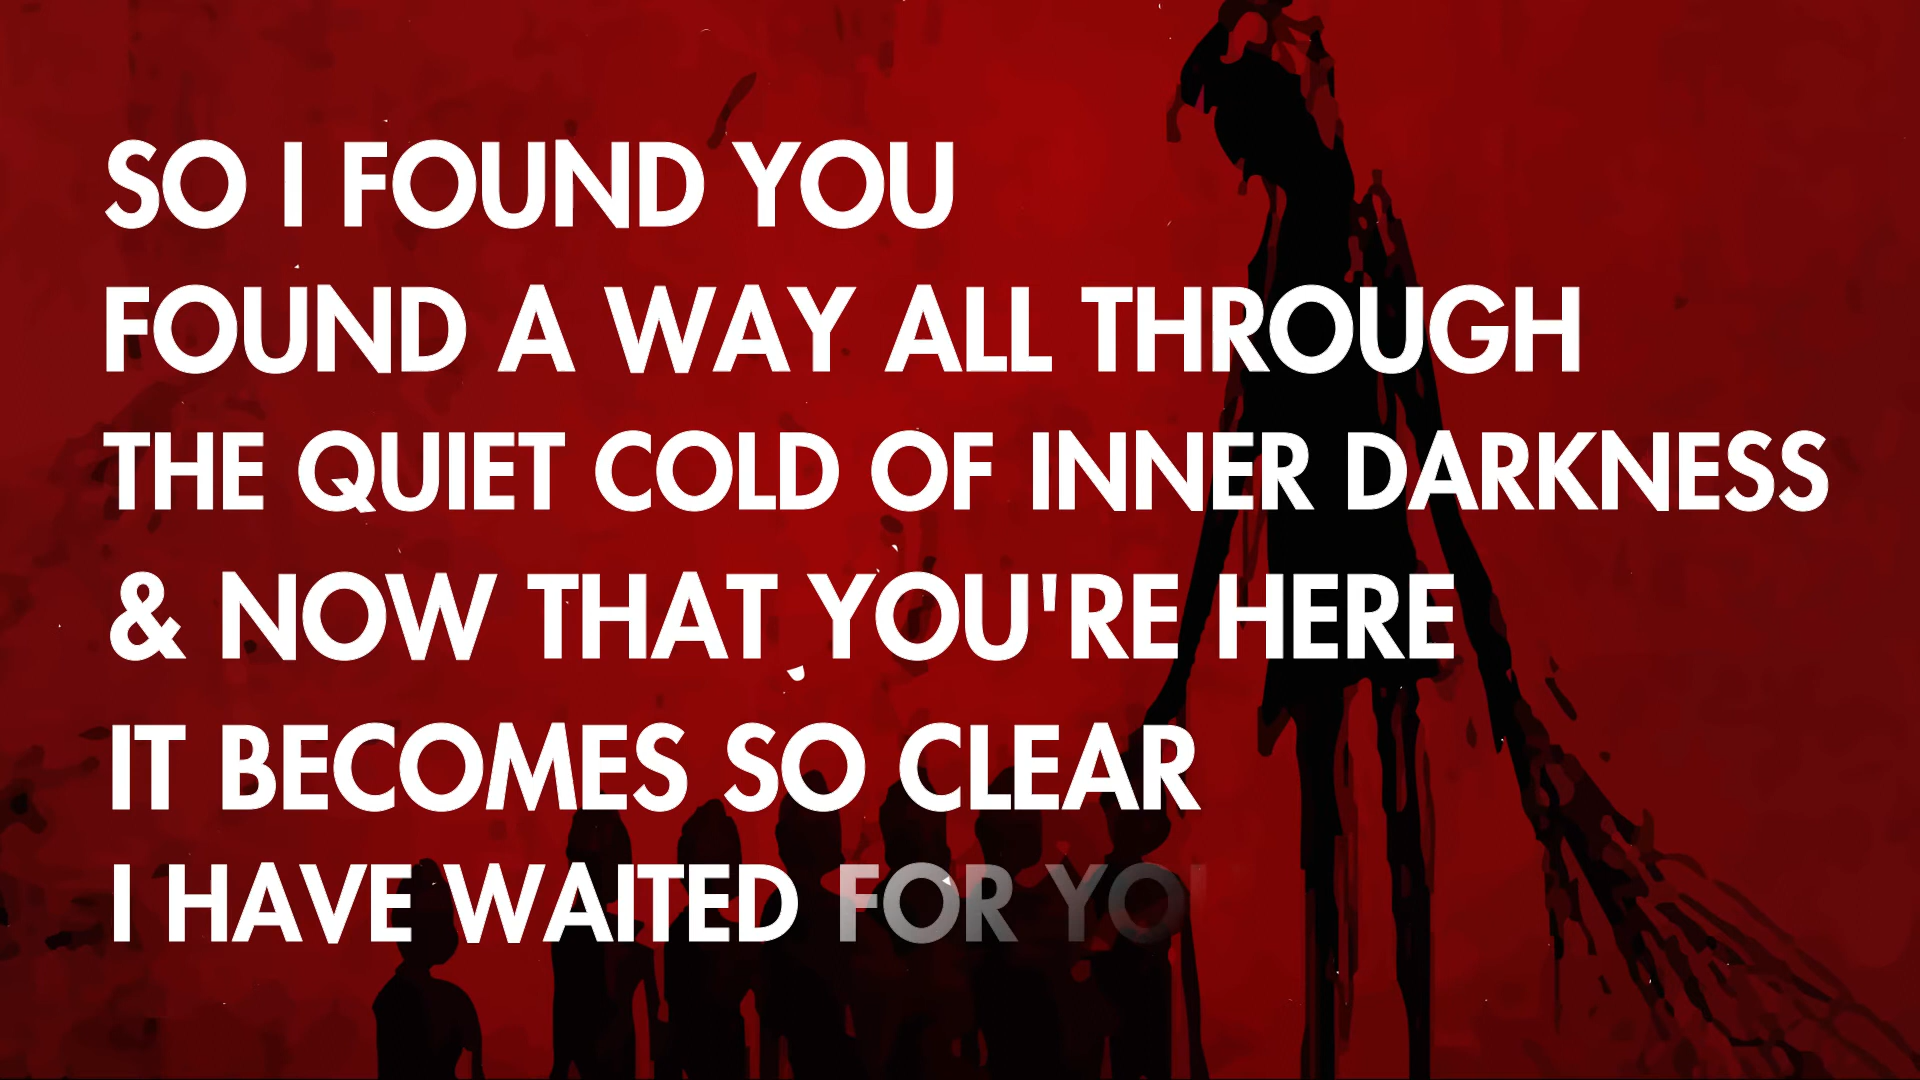 SO I FOUND YOU
FOUND A WAY ALL THROUGH
THE QUIET COLD OF INNER DARKNESS
& NOW THAT YOU'RE HERE
IT BECOMES SO CLEAR
I HAVE WAITED FOR YOU